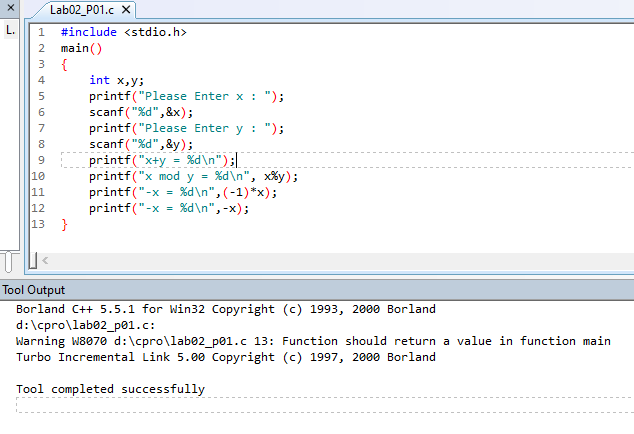 Lab02_P01.c
L.
1 #include <stdio.h>
2 main()
3 {
4     int x,y;
5     printf("Please Enter x : ");
6     scanf("%d",&x);
7     printf("Please Enter y : ");
8     scanf("%d",&y);
9     printf("x+y = %d\n");
10     printf("x mod y = %d\n", x%y);
11     printf("-x = %d\n",(-1)*x);
12     printf("-x = %d\n",-x);
13 }
Tool Output
Borland C++ 5.5.1 for Win32 Copyright (c) 1993, 2000 Borland
d:\cpro\lab02_p01.c:
Warning W8070 d:\cpro\lab02_p01.c 13: Function should return a value in function main
Turbo Incremental Link 5.00 Copyright (c) 1997, 2000 Borland
Tool completed successfully